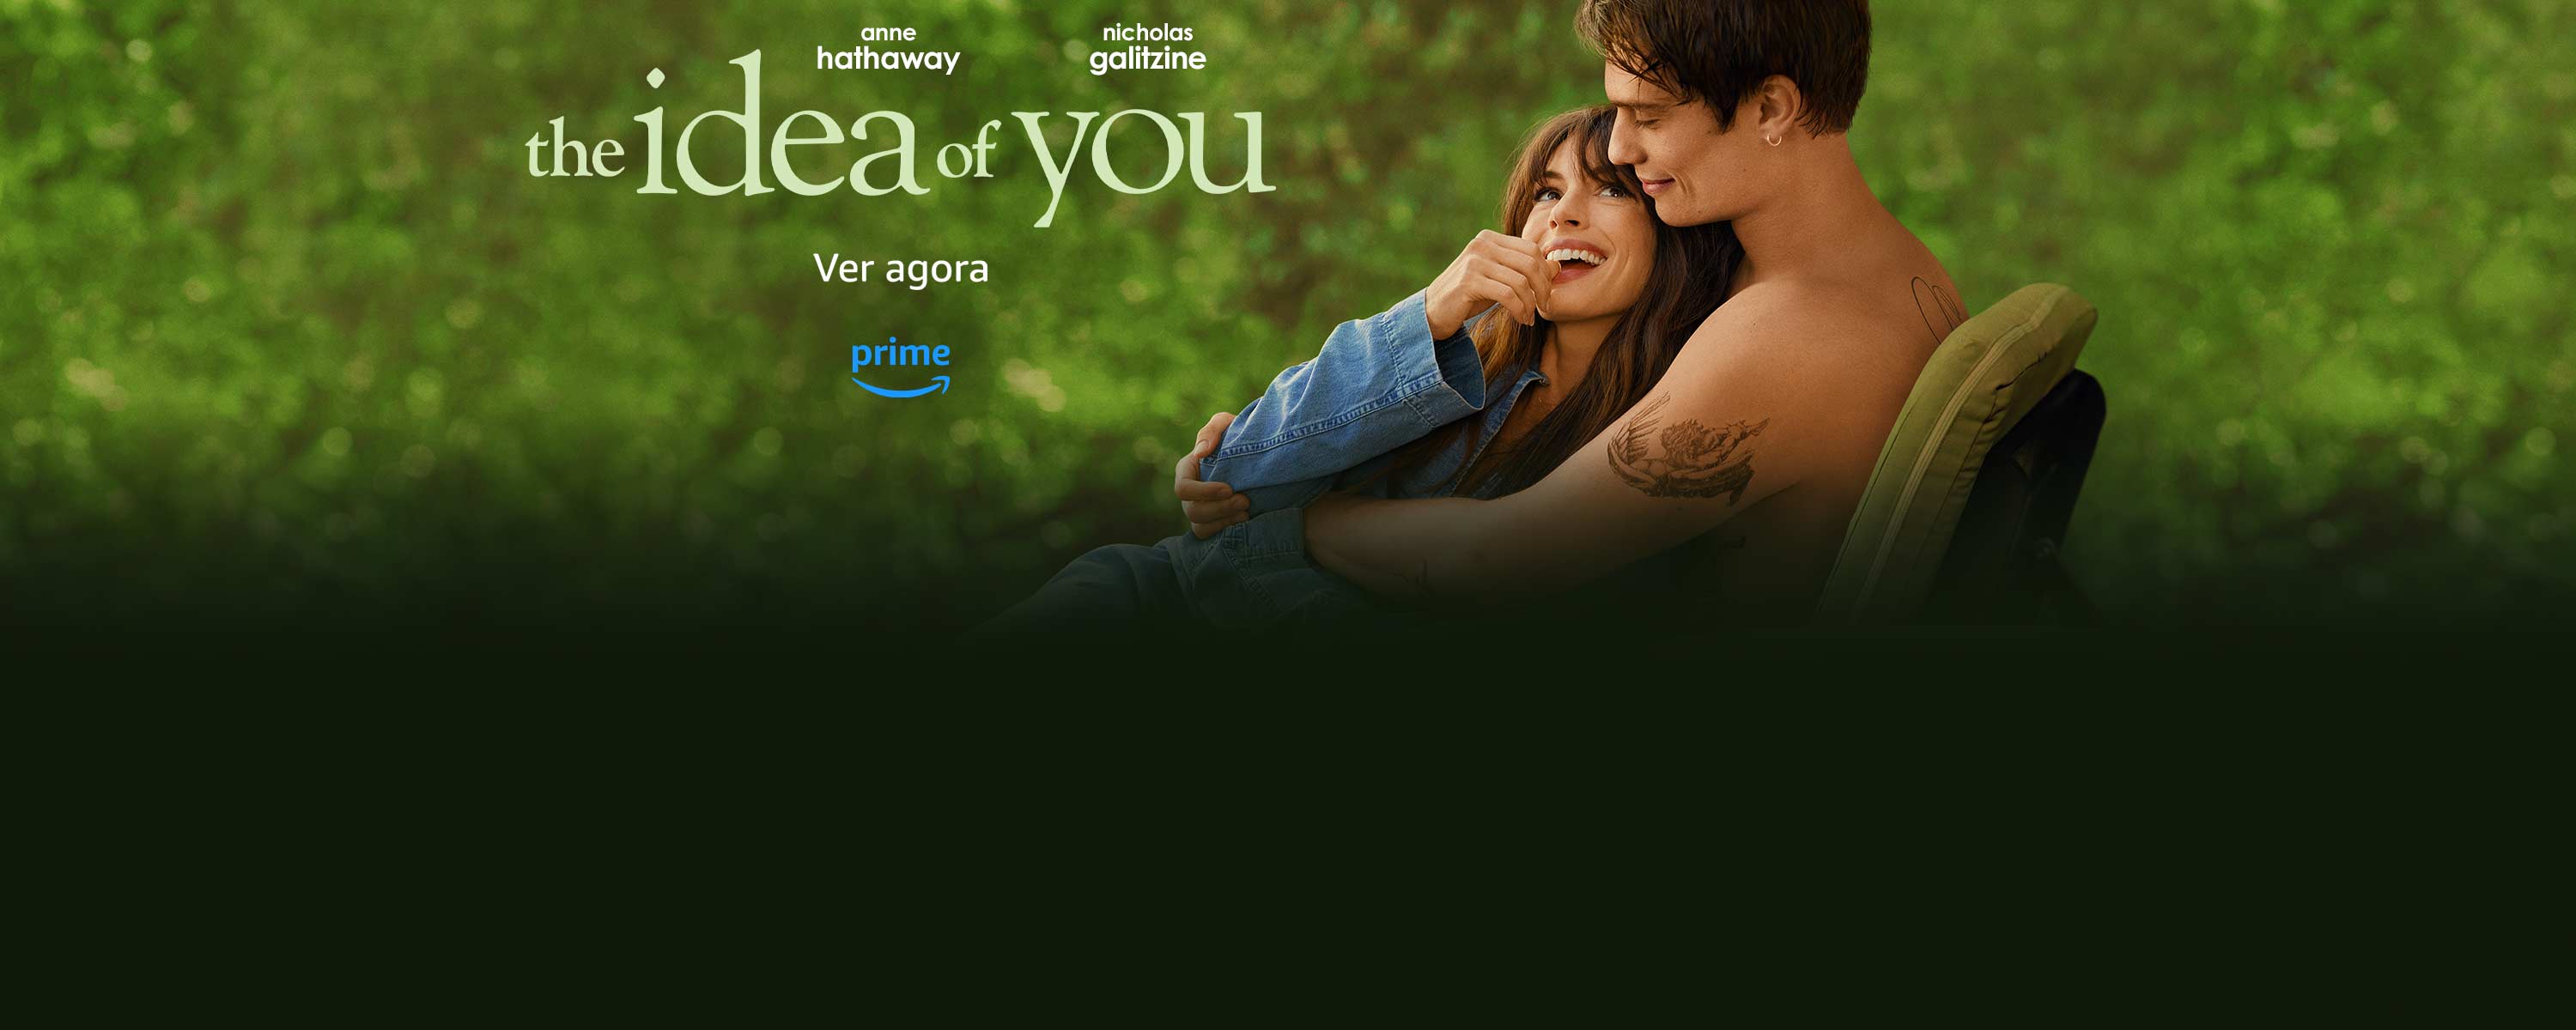 anne nicholas
hathaway galitzine
the idea of you
Ver agora
prime